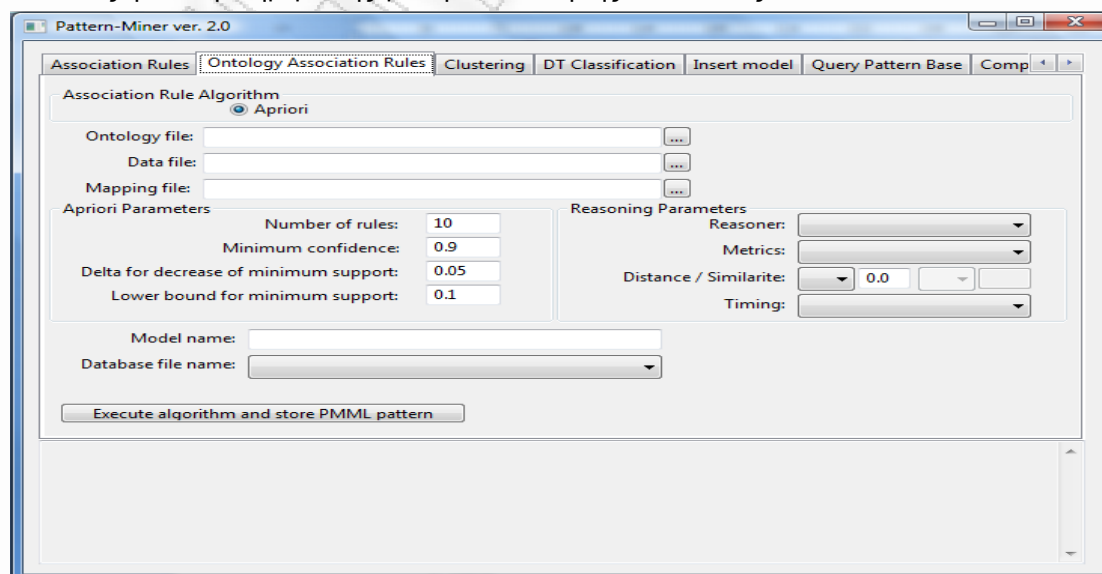 Pattern-Miner ver. 2.0
Association Rules Ontology Association Rules Clustering DT Classification Insert model Query Pattern Base Comp
Association Rule Algorithm
Apriori
Ontology file: ...
Data file: ...
Mapping file: ...
Apriori Parameters
Number of rules: 10
Minimum confidence: 0.9
Delta for decrease of minimum support: 0.05
Lower bound for minimum support: 0.1
Reasoning Parameters
Reasoner:
Metrics:
Distance / Similarite: 0.0
Timing:
Model name:
Database file name:
Execute algorithm and store PMML pattern